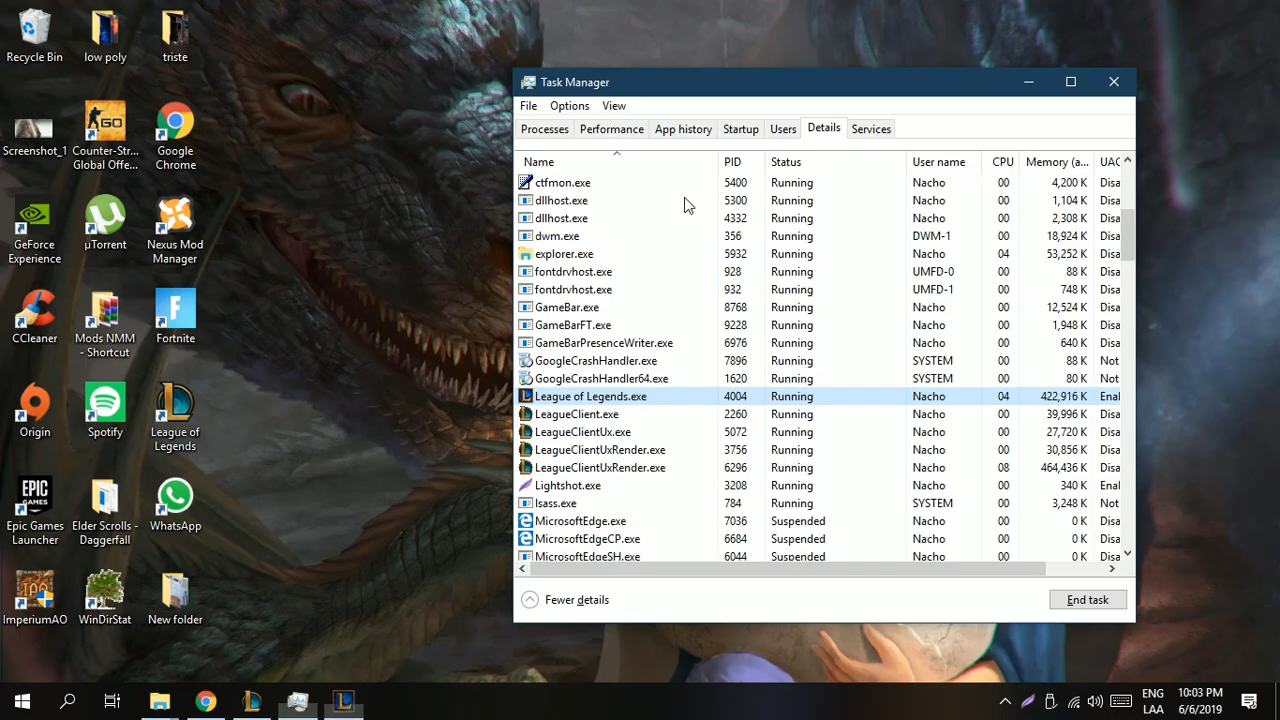 Recycle Bin
low poly
triste
Screenshot_1
Counter-Str...
Global Offe...
Google
Chrome
GeForce
Experience
µTorrent
Nexus Mod
Manager
CCleaner
Mods NMM
- Shortcut
Fortnite
Origin
Spotify
League of
Legends
Epic Games
Launcher
Elder Scrolls -
Daggerfall
WhatsApp
ImperiumAO
WinDirStat
New folder
Task Manager
File Options View
Processes Performance App history Startup Users Details Services
Name PID Status User name CPU Memory (a... UAC
ctfmon.exe 5400 Running Nacho 00 4,200 K Disa
dllhost.exe 5300 Running Nacho 00 1,104 K Disa
dllhost.exe 4332 Running Nacho 00 2,308 K Disa
dwm.exe 356 Running DWM-1 00 18,924 K Disa
explorer.exe 5932 Running Nacho 04 53,252 K Disa
fontdrvhost.exe 928 Running UMFD-0 00 88 K Disa
fontdrvhost.exe 932 Running UMFD-1 00 748 K Disa
GameBar.exe 8768 Running Nacho 00 12,524 K Disa
GameBarFT.exe 9228 Running Nacho 00 1,948 K Disa
GameBarPresenceWriter.exe 6976 Running Nacho 00 640 K Disa
GoogleCrashHandler.exe 7896 Running SYSTEM 00 88 K Not
GoogleCrashHandler64.exe 1620 Running SYSTEM 00 80 K Not
League of Legends.exe 4004 Running Nacho 04 422,916 K Enal
LeagueClient.exe 2260 Running Nacho 00 39,996 K Disa
LeagueClientUx.exe 5072 Running Nacho 00 27,720 K Disa
LeagueClientUxRender.exe 3756 Running Nacho 00 30,856 K Disa
LeagueClientUxRender.exe 6296 Running Nacho 08 464,436 K Disa
Lightshot.exe 3208 Running Nacho 00 340 K Enal
lsass.exe 784 Running SYSTEM 00 3,248 K Not
MicrosoftEdge.exe 7036 Suspended Nacho 00 0 K Disa
MicrosoftEdgeCP.exe 6684 Suspended Nacho 00 0 K Disa
MicrosoftEdgeSH.exe 6044 Suspended Nacho 00 0 K Disa
Fewer details End task
ENG 10:03 PM
LAA 6/6/2019